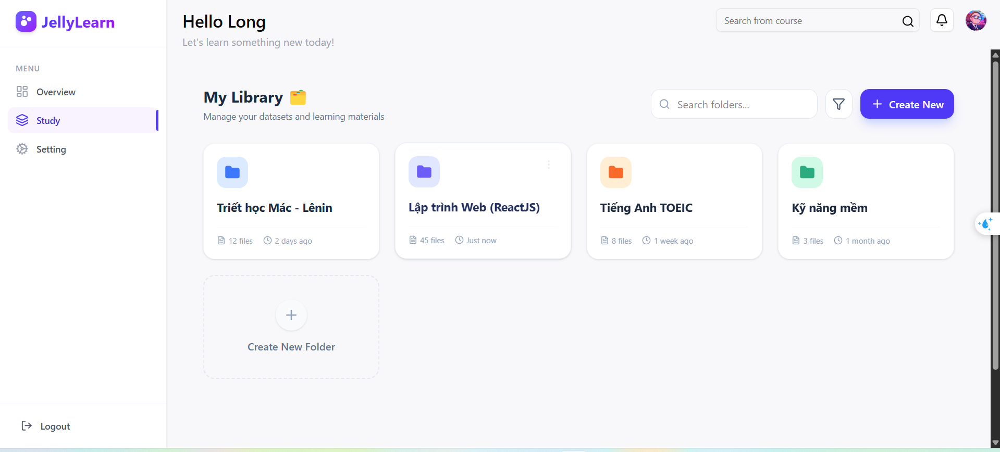 JellyLearn
Hello Long
Let's learn something new today!
Search from course
MENU
Overview
Study
Setting
Logout
My Library
Manage your datasets and learning materials
Search folders...
Create New
Triết học Mác - Lênin
12 files 2 days ago
Lập trình Web (ReactJS)
45 files Just now
Tiếng Anh TOEIC
8 files 1 week ago
Kỹ năng mềm
3 files 1 month ago
Create New Folder